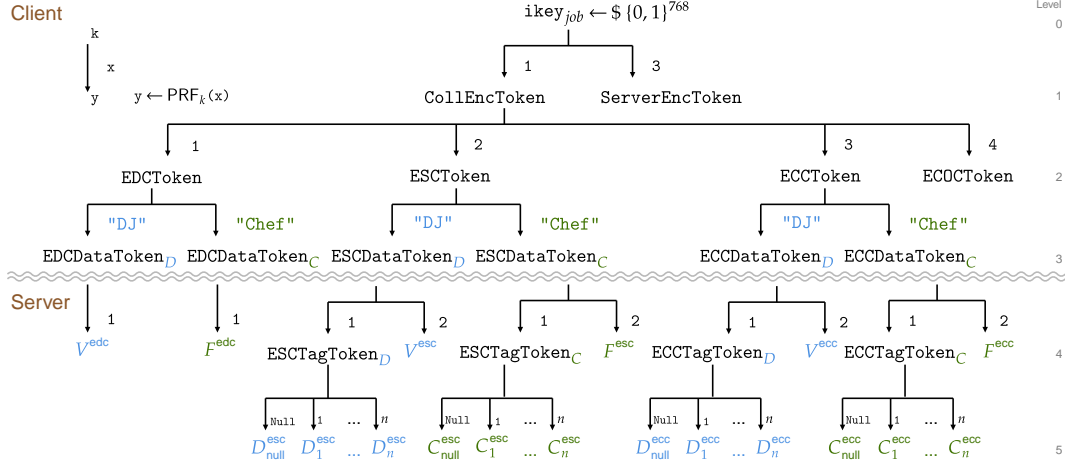 Client
ikey_job ← $ {0, 1}^768
Level
0
k
x
1 3
y y ← PRF_k(x) CollEncToken ServerEncToken 1
1 2 3 4
EDCToken ESCToken ECCToken ECOCToken 2
"DJ" "Chef" "DJ" "Chef" "DJ" "Chef"
EDCDataToken_D EDCDataToken_C ESCDataToken_D ESCDataToken_C ECCDataToken_D ECCDataToken_C 3
Server
1 1 1 2 1 2 1 2 1 2
V^edc F^edc ESCTagToken_D V^esc ESCTagToken_C F^esc ECCTagToken_D V^ecc ECCTagToken_C F^ecc 4
Null 1 ... n Null 1 ... n Null 1 ... n Null 1 ... n
D^esc_null D^esc_1 ... D^esc_n C^esc_null C^esc_1 ... C^esc_n D^ecc_null D^ecc_1 ... D^ecc_n C^ecc_null C^ecc_1 ... C^ecc_n 5